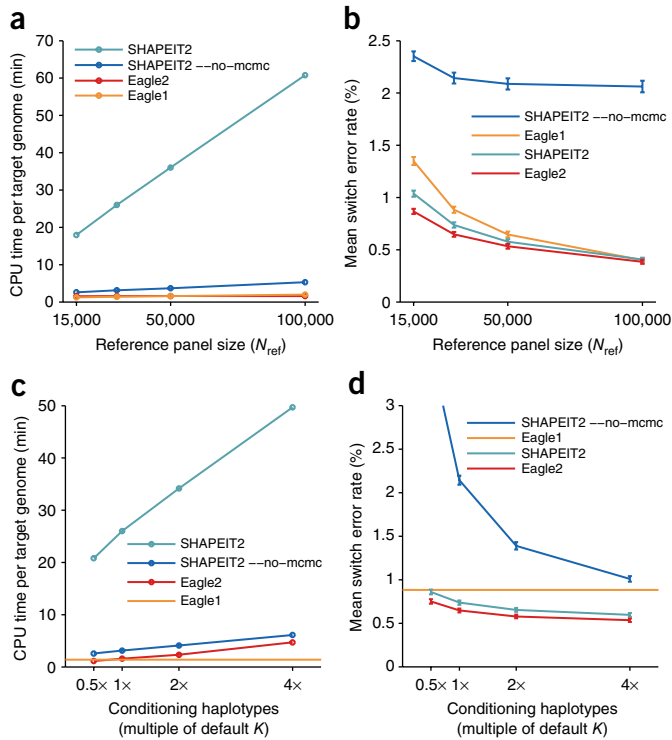 a
CPU time per target genome (min)
70
60
50
40
30
20
10
0
SHAPEIT2
SHAPEIT2 --no-mcmc
Eagle2
Eagle1
15,000
50,000
100,000
Reference panel size (Nref)
b
Mean switch error rate (%)
2.5
2
1.5
1
0.5
0
SHAPEIT2 --no-mcmc
Eagle1
SHAPEIT2
Eagle2
15,000
50,000
100,000
Reference panel size (Nref)
c
CPU time per target genome (min)
50
40
30
20
10
0
SHAPEIT2
SHAPEIT2 --no-mcmc
Eagle2
Eagle1
0.5× 1×
2×
4×
Conditioning haplotypes
(multiple of default K)
d
Mean switch error rate (%)
3
2.5
2
1.5
1
0.5
0
SHAPEIT2 --no-mcmc
Eagle1
SHAPEIT2
Eagle2
0.5× 1×
2×
4×
Conditioning haplotypes
(multiple of default K)